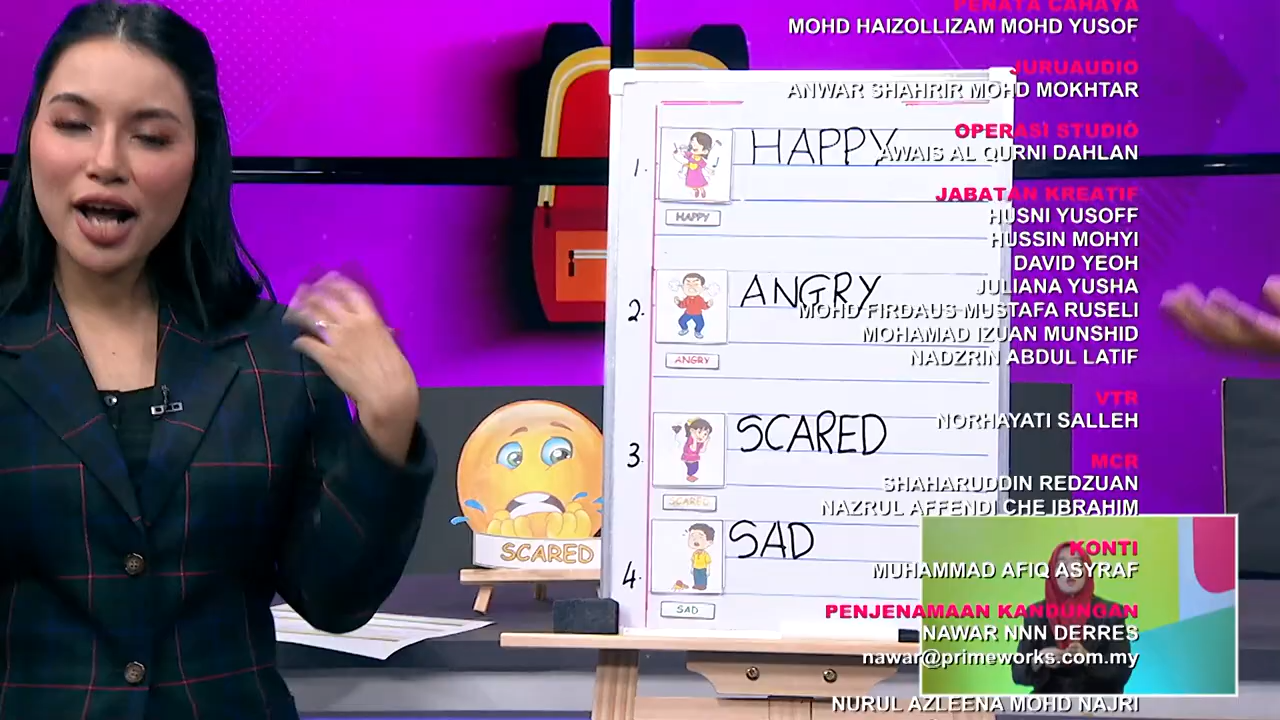 PENATA CAHAYA
MOHD HAIZOLLIZAM MOHD YUSOF
JURUAUDIO
ANWAR SHAHRIR MOHD MOKHTAR
OPERASI STUDIO
AWAIS AL QURNI DAHLAN
JABATAN KREATIF
HUSNI YUSOFF
HUSSIN MOHYI
DAVID YEOH
JULIANA YUSHA
MOHD FIRDAUS MUSTAFA RUSELI
MOHAMAD IZUAN MUNSHID
NADZRIN ABDUL LATIF
VTR
NORHAYATI SALLEH
MCR
SHAHARUDDIN REDZUAN
NAZRUL AFFENDI CHE IBRAHIM
KONTI
MUHAMMAD AFIQ ASYRAF
PENJENAMAAN KANDUNGAN
NAWAR NNN DERRES
nawar@primeworks.com.my
NURUL AZLEENA MOHD NAJRI
1. HAPPY
HAPPY
2. ANGRY
ANGRY
3. SCARED
SCARED
4. SAD
SAD
SCARED